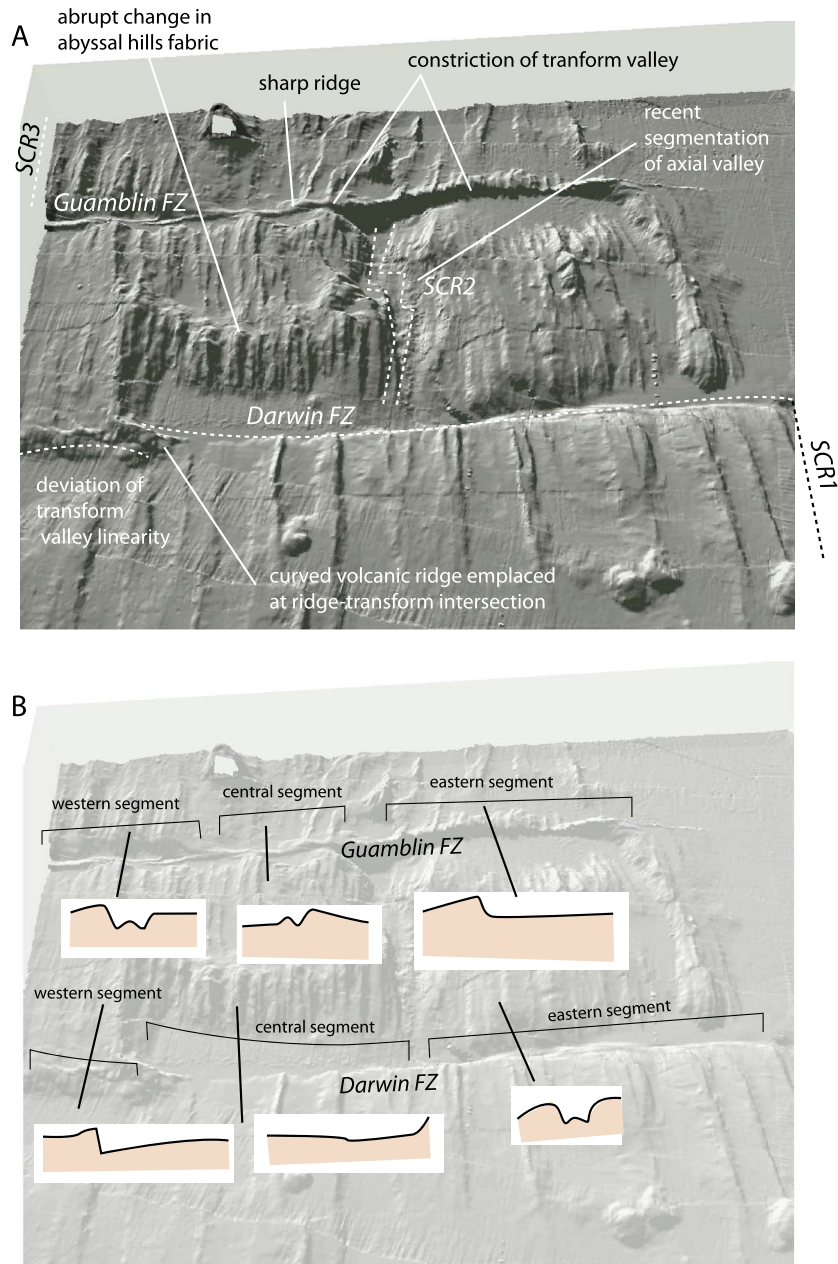 A
abrupt change in
abyssal hills fabric
sharp ridge
constriction of tranform valley
recent
segmentation
of axial valley
SCR3
Guamblin FZ
SCR2
Darwin FZ
SCR1
deviation of
transform
valley linearity
curved volcanic ridge emplaced
at ridge-transform intersection
B
western segment
central segment
eastern segment
Guamblin FZ
western segment
central segment
eastern segment
Darwin FZ